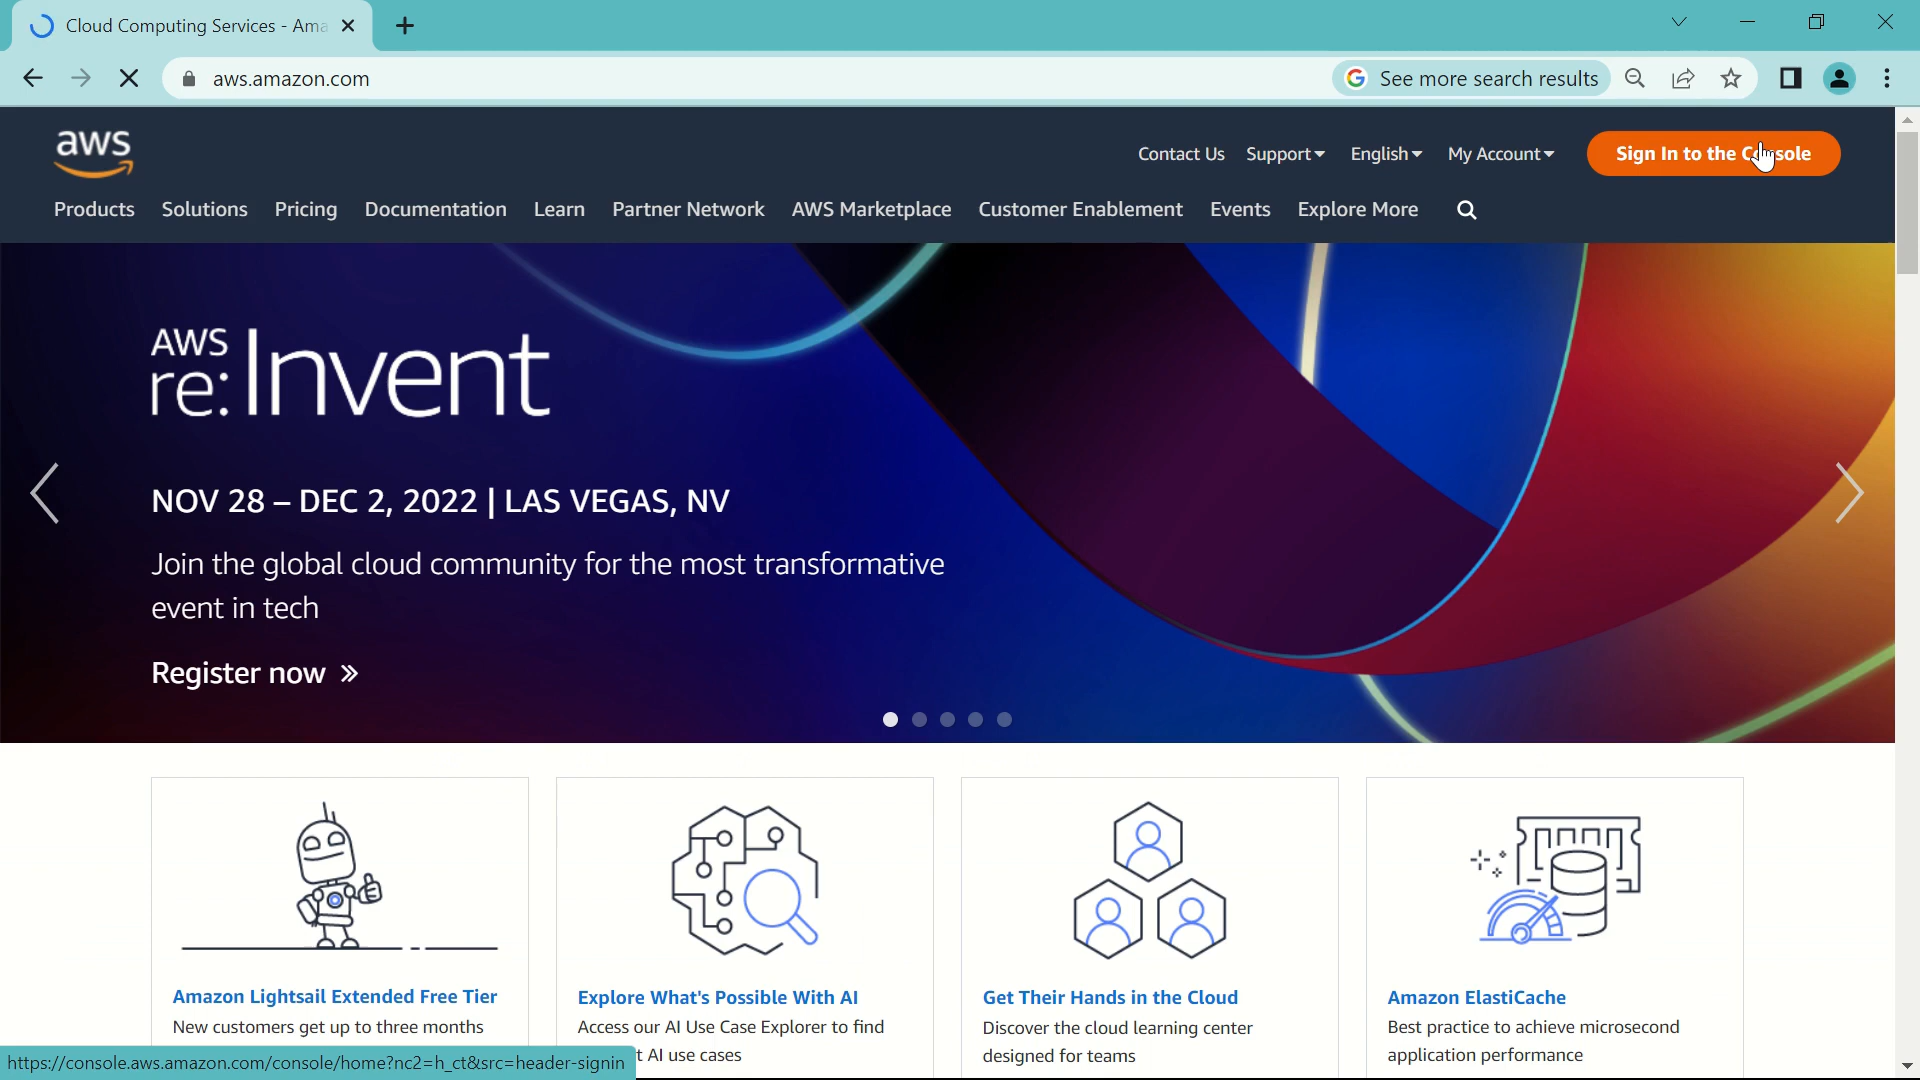 Cloud Computing Services - Ama
aws.amazon.com
See more search results
aws
Contact Us
Support
English
My Account
Sign In to the Console
Products
Solutions
Pricing
Documentation
Learn
Partner Network
AWS Marketplace
Customer Enablement
Events
Explore More
AWS
re:Invent
NOV 28 – DEC 2, 2022 | LAS VEGAS, NV
Join the global cloud community for the most transformative
event in tech
Register now »
Amazon Lightsail Extended Free Tier
New customers get up to three months
Explore What's Possible With AI
Access our AI Use Case Explorer to find
t AI use cases
Get Their Hands in the Cloud
Discover the cloud learning center
designed for teams
Amazon ElastiCache
Best practice to achieve microsecond
application performance
https://console.aws.amazon.com/console/home?nc2=h_ct&src=header-signin